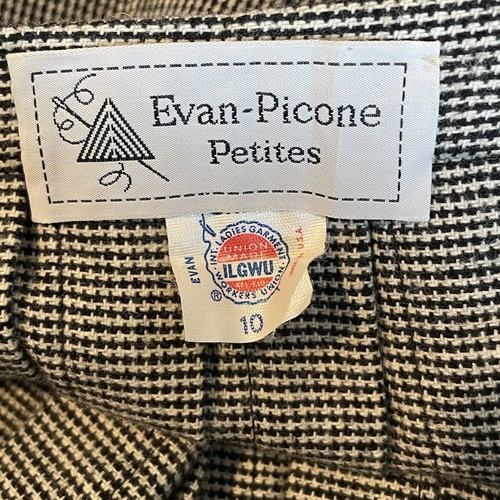 Evan-Picone
Petites
EVAN
INT. LADIES GARMENT
WORKERS UNION
UNION
MADE
ILGWU
®
U.S.A.
10